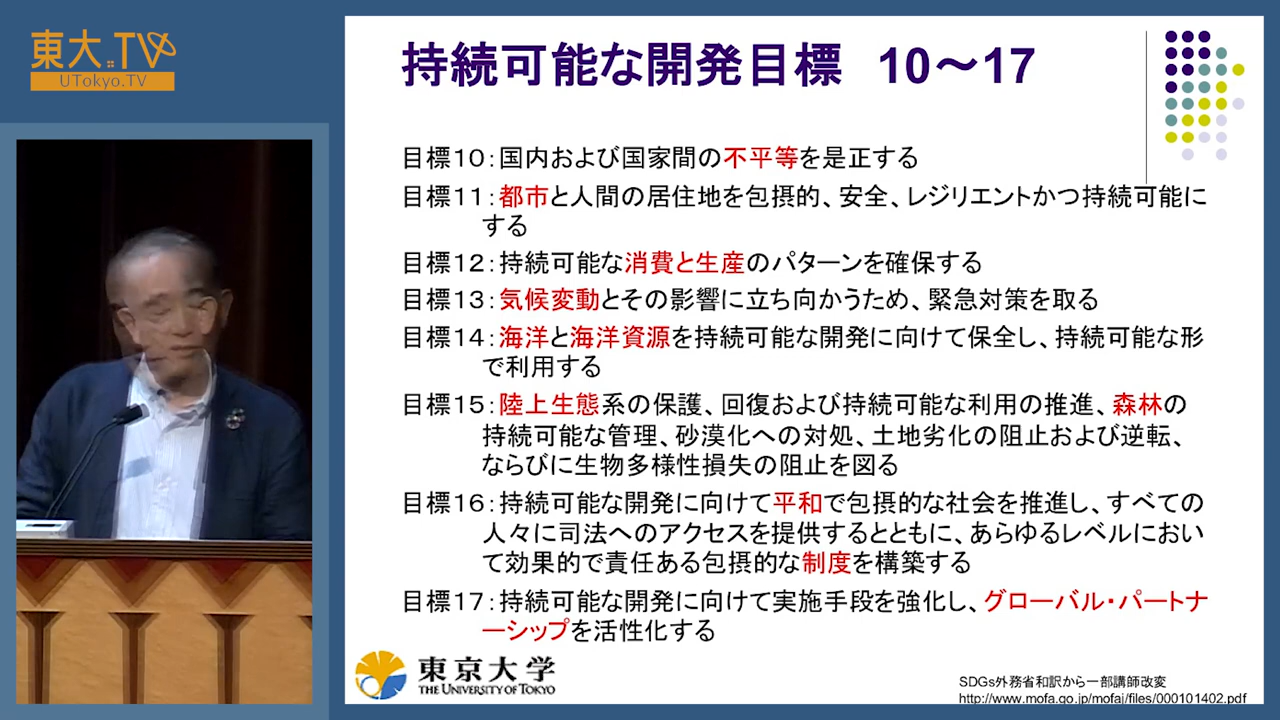 東大.TV
UTokyo.TV
持続可能な開発目標　10～17
目標10：国内および国家間の不平等を是正する
目標11：都市と人間の居住地を包摂的、安全、レジリエントかつ持続可能に
する
目標12：持続可能な消費と生産のパターンを確保する
目標13：気候変動とその影響に立ち向かうため、緊急対策を取る
目標14：海洋と海洋資源を持続可能な開発に向けて保全し、持続可能な形
で利用する
目標15：陸上生態系の保護、回復および持続可能な利用の推進、森林の
持続可能な管理、砂漠化への対処、土地劣化の阻止および逆転、
ならびに生物多様性損失の阻止を図る
目標16：持続可能な開発に向けて平和で包摂的な社会を推進し、すべての
人々に司法へのアクセスを提供するとともに、あらゆるレベルにおい
て効果的で責任ある包摂的な制度を構築する
目標17：持続可能な開発に向けて実施手段を強化し、グローバル・パートナ
ーシップを活性化する
東京大学
THE UNIVERSITY OF TOKYO
SDGs外務省和訳から一部講師改変
http://www.mofa.go.jp/mofaj/files/000101402.pdf